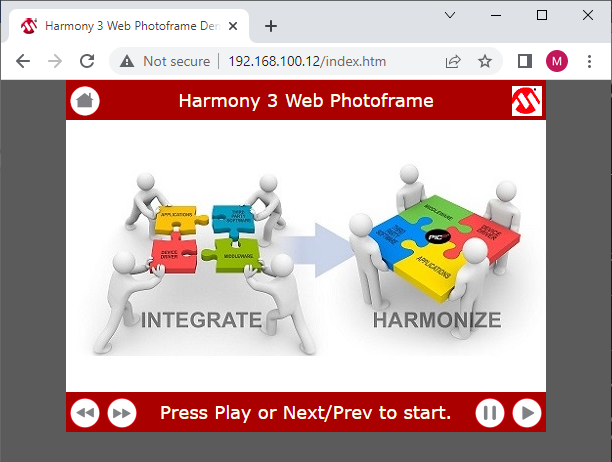 Harmony 3 Web Photoframe Den
Not secure
192.168.100.12/index.htm
M
Harmony 3 Web Photoframe
APPLICATIONS
THIRD
PARTY
SOFTWARE
DEVICE
DRIVER
MIDDLEWARE
INTEGRATE
MIDDLEWARE
THIRD
PARTY
SOFTWARE
PIC
DEVICE
DRIVER
APPLICATIONS
HARMONIZE
Press Play or Next/Prev to start.